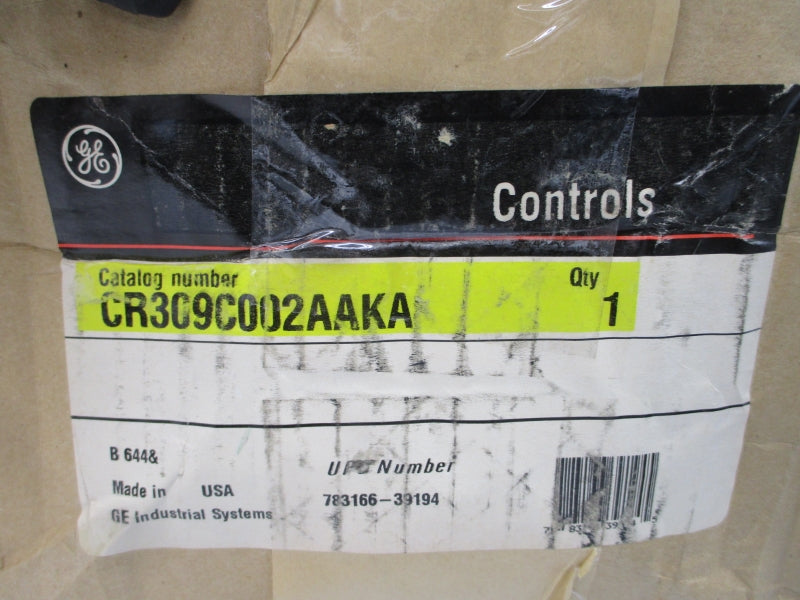 GE
Controls
Catalog number Qty
CR309C002AAKA 1
B 644&
UPC Number
Made in USA
783166-39194
GE Industrial Systems